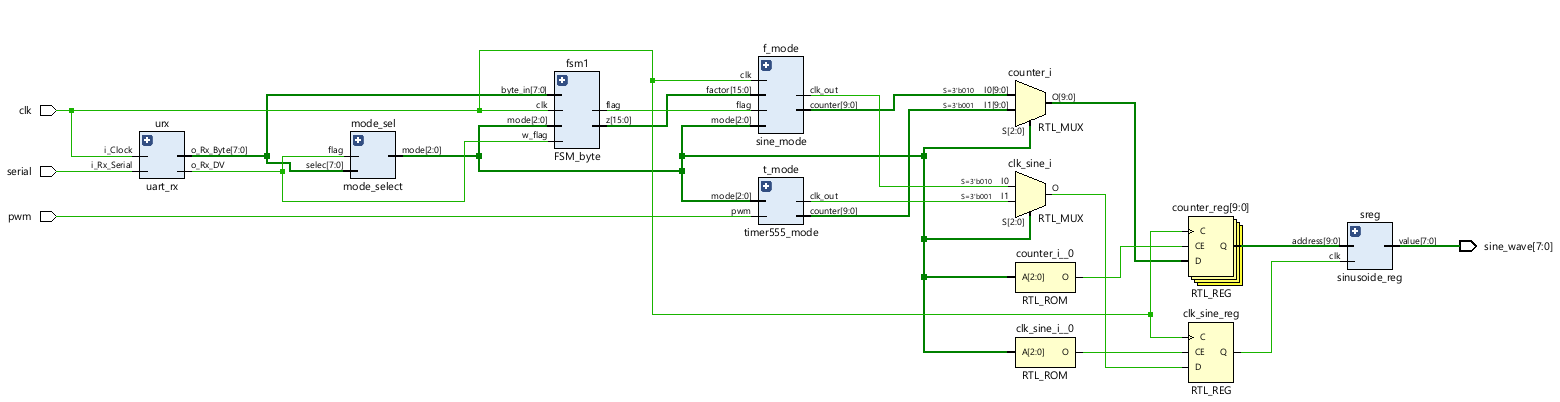 clk
serial
pwm
urx
i_Clock
i_Rx_Serial
o_Rx_Byte[7:0]
o_Rx_DV
uart_rx
mode_sel
flag
selec[7:0]
mode[2:0]
mode_select
fsm1
byte_in[7:0]
clk
mode[2:0]
w_flag
flag
z[15:0]
FSM_byte
f_mode
clk
factor[15:0]
flag
mode[2:0]
clk_out
counter[9:0]
sine_mode
t_mode
mode[2:0]
pwm
clk_out
counter[9:0]
timer555_mode
counter_i
S=3'b010 I0[9:0]
S=3'b001 I1[9:0]
O[9:0]
S[2:0]
RTL_MUX
clk_sine_i
S=3'b010 I0
S=3'b001 I1
O
S[2:0]
RTL_MUX
counter_i__0
A[2:0] O
RTL_ROM
clk_sine_i__0
A[2:0] O
RTL_ROM
counter_reg[9:0]
C
CE Q
D
RTL_REG
clk_sine_reg
C
CE Q
D
RTL_REG
sreg
address[9:0]
clk
value[7:0]
sinusoide_reg
sine_wave[7:0]